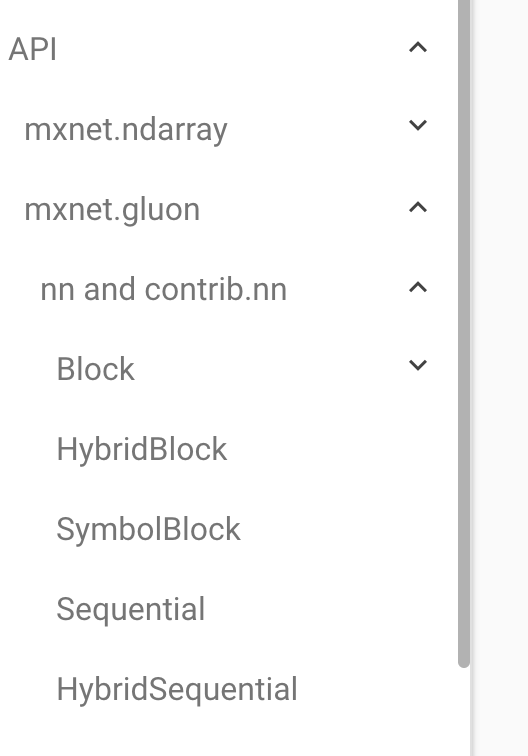 API
mxnet.ndarray
mxnet.gluon
nn and contrib.nn
Block
HybridBlock
SymbolBlock
Sequential
HybridSequential